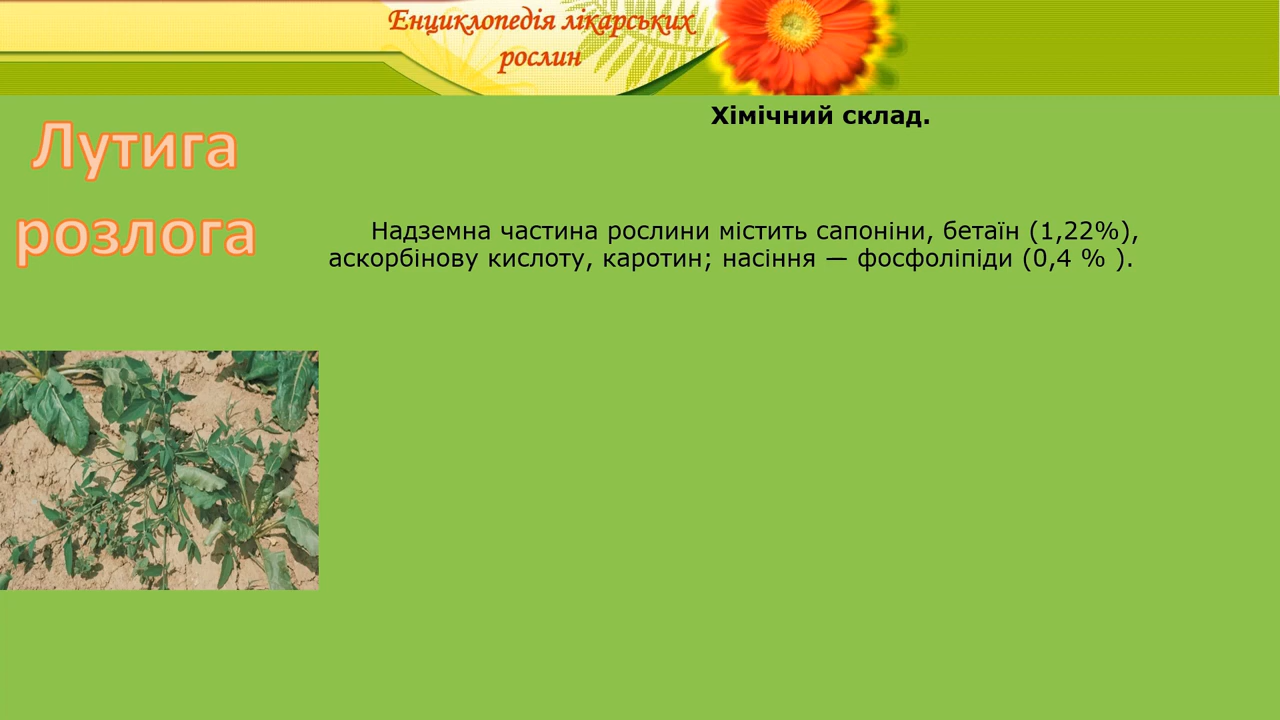 Енциклопедія лікарських
рослин
Лутига
розлога
Хімічний склад.
Надземна частина рослини містить сапоніни, бетаїн (1,22%),
аскорбінову кислоту, каротин; насіння — фосфоліпіди (0,4 % ).